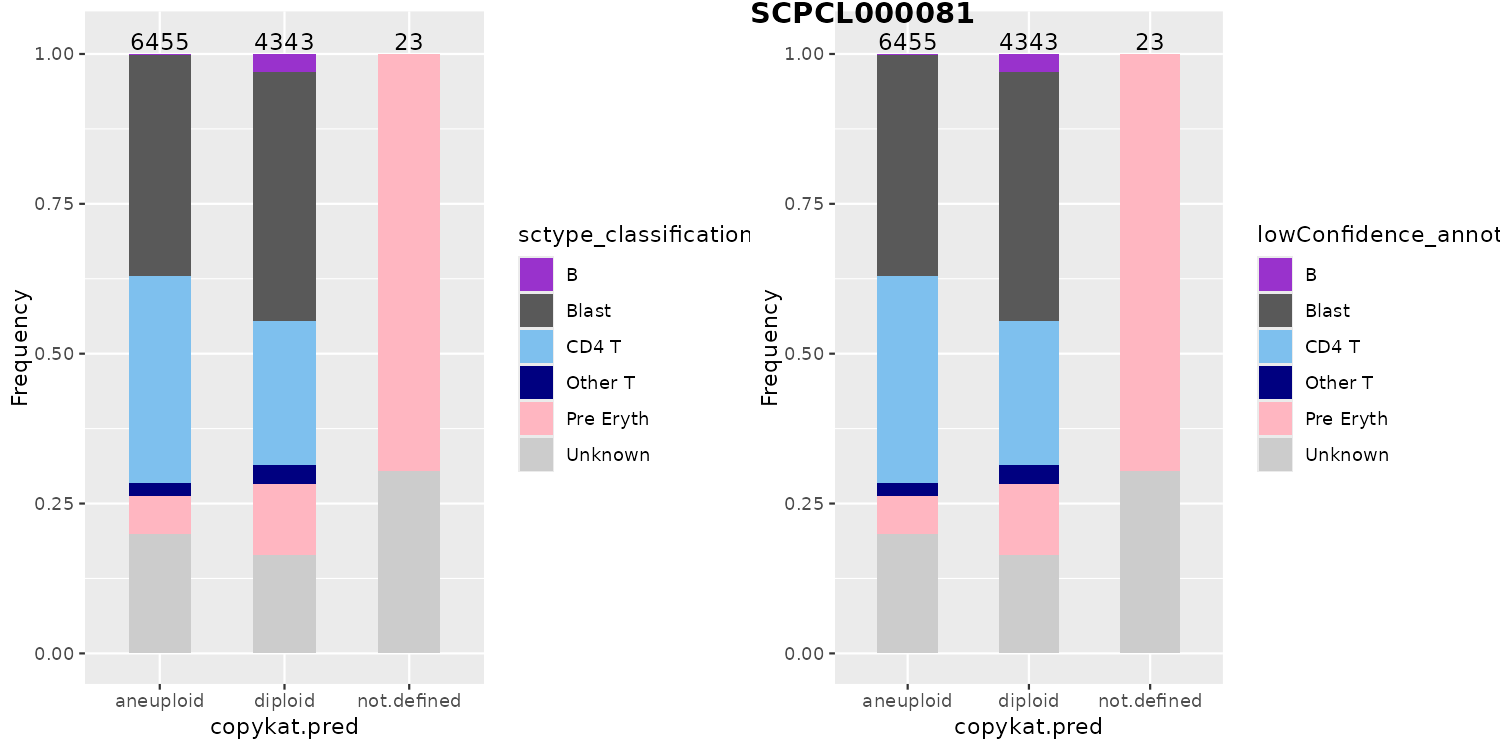 SCPCL000081
6455 4343 23
1.00
0.75
0.50
0.25
0.00
Frequency
aneuploid diploid not.defined
copykat.pred
sctype_classification
B
Blast
CD4 T
Other T
Pre Eryth
Unknown
6455 4343 23
1.00
0.75
0.50
0.25
0.00
Frequency
aneuploid diploid not.defined
copykat.pred
lowConfidence_annot
B
Blast
CD4 T
Other T
Pre Eryth
Unknown